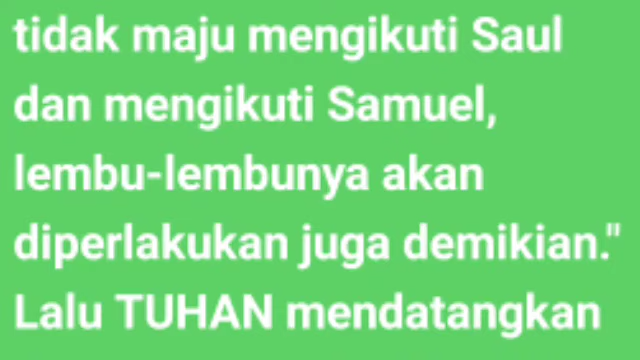 tidak maju mengikuti Saul
dan mengikuti Samuel,
lembu-lembunya akan
diperlakukan juga demikian."
Lalu TUHAN mendatangkan